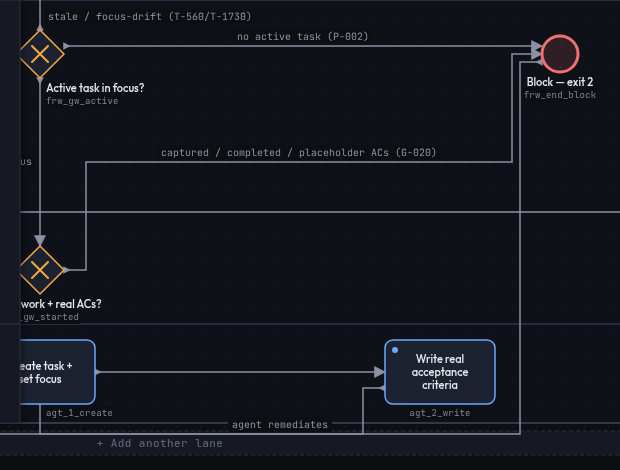 stale / focus-drift (T-560/T-1730)
no active task (P-002)
Active task in focus?
frw_gw_active
Block — exit 2
frw_end_block
captured / completed / placeholder ACs (G-020)
us
work + real ACs?
_gw_started
eate task +
set focus
agt_1_create
Write real
acceptance
criteria
agt_2_write
agent remediates
+ Add another lane